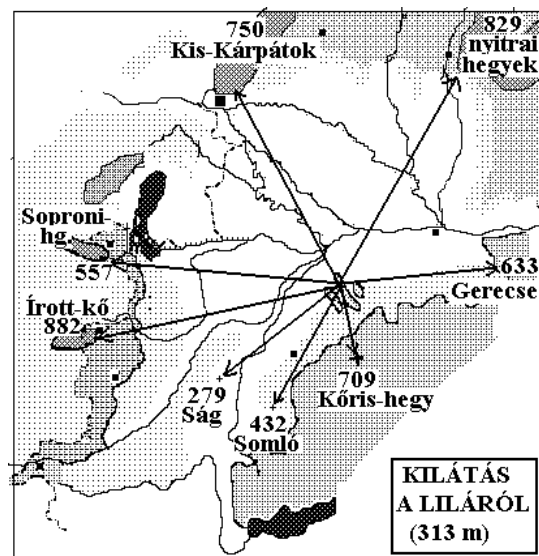 750
Kis-Kárpátok
829
nyitrai
hegyek
Soproni-
hg
557
633
Gerecse
Írott-kő
882
279
Ság
432
Somló
709
Kőris-hegy
KILÁTÁS
A LILÁRÓL
(313 m)